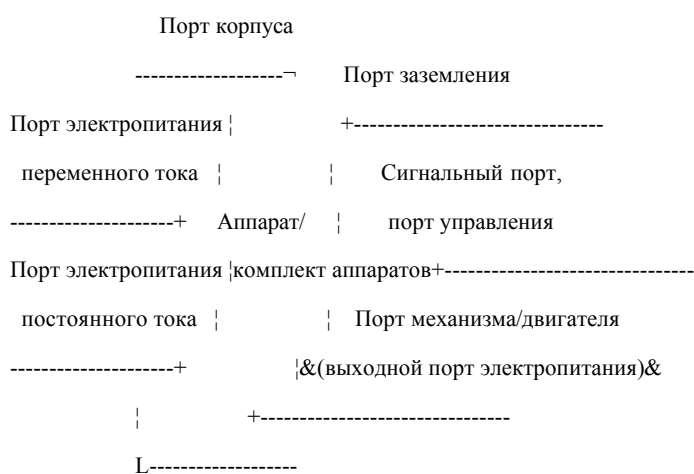 Порт корпуса
-------------------¬ Порт заземления
Порт электропитания ¦ +--------------------------------
переменного тока ¦ ¦ Сигнальный порт,
---------------------+ Аппарат/ ¦ порт управления
Порт электропитания ¦комплект аппаратов+--------------------------------
постоянного тока ¦ ¦ Порт механизма/двигателя
---------------------+ ¦&(выходной порт электропитания)&
¦ +--------------------------------
L-------------------